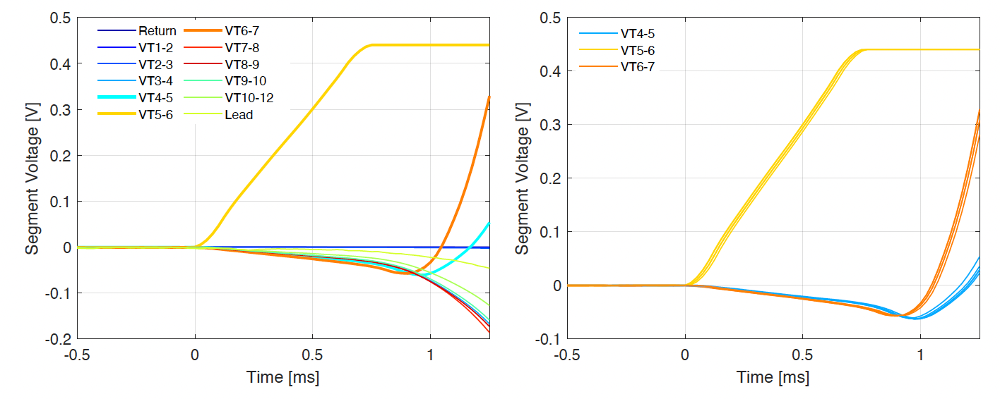 0.5
0.4
0.3
0.2
0.1
0
-0.1
-0.2
Segment Voltage [V]
Return
VT1-2
VT2-3
VT3-4
VT4-5
VT5-6
VT6-7
VT7-8
VT8-9
VT9-10
VT10-12
Lead
-0.5
0
0.5
1
Time [ms]
0.5
0.4
0.3
0.2
0.1
0
-0.1
Segment Voltage [V]
VT4-5
VT5-6
VT6-7
-0.5
0
0.5
1
Time [ms]